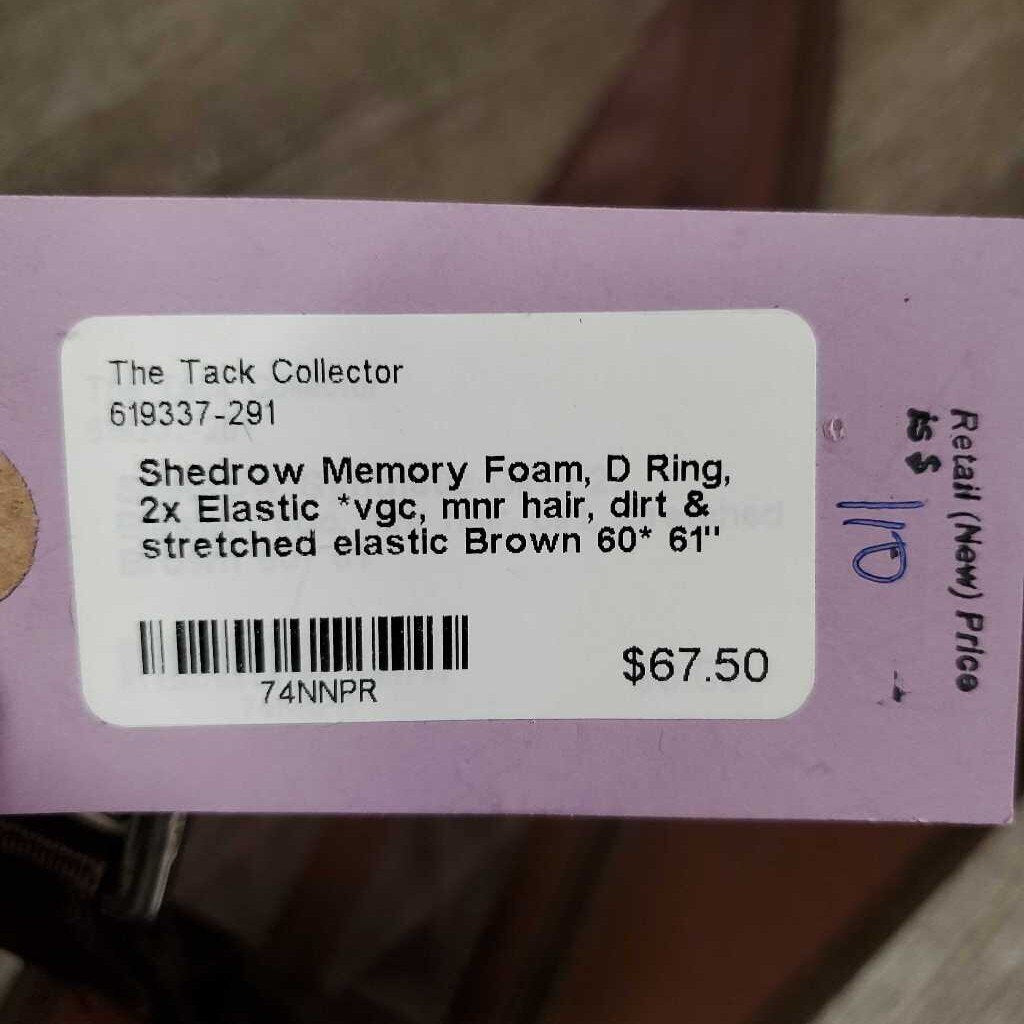 The Tack Collector
619337-291
Shedrow Memory Foam, D Ring,
2x Elastic *vgc, mnr hair, dirt &
stretched elastic Brown 60* 61"
74NNPR
$67.50
Retail (New) Price
is $
110